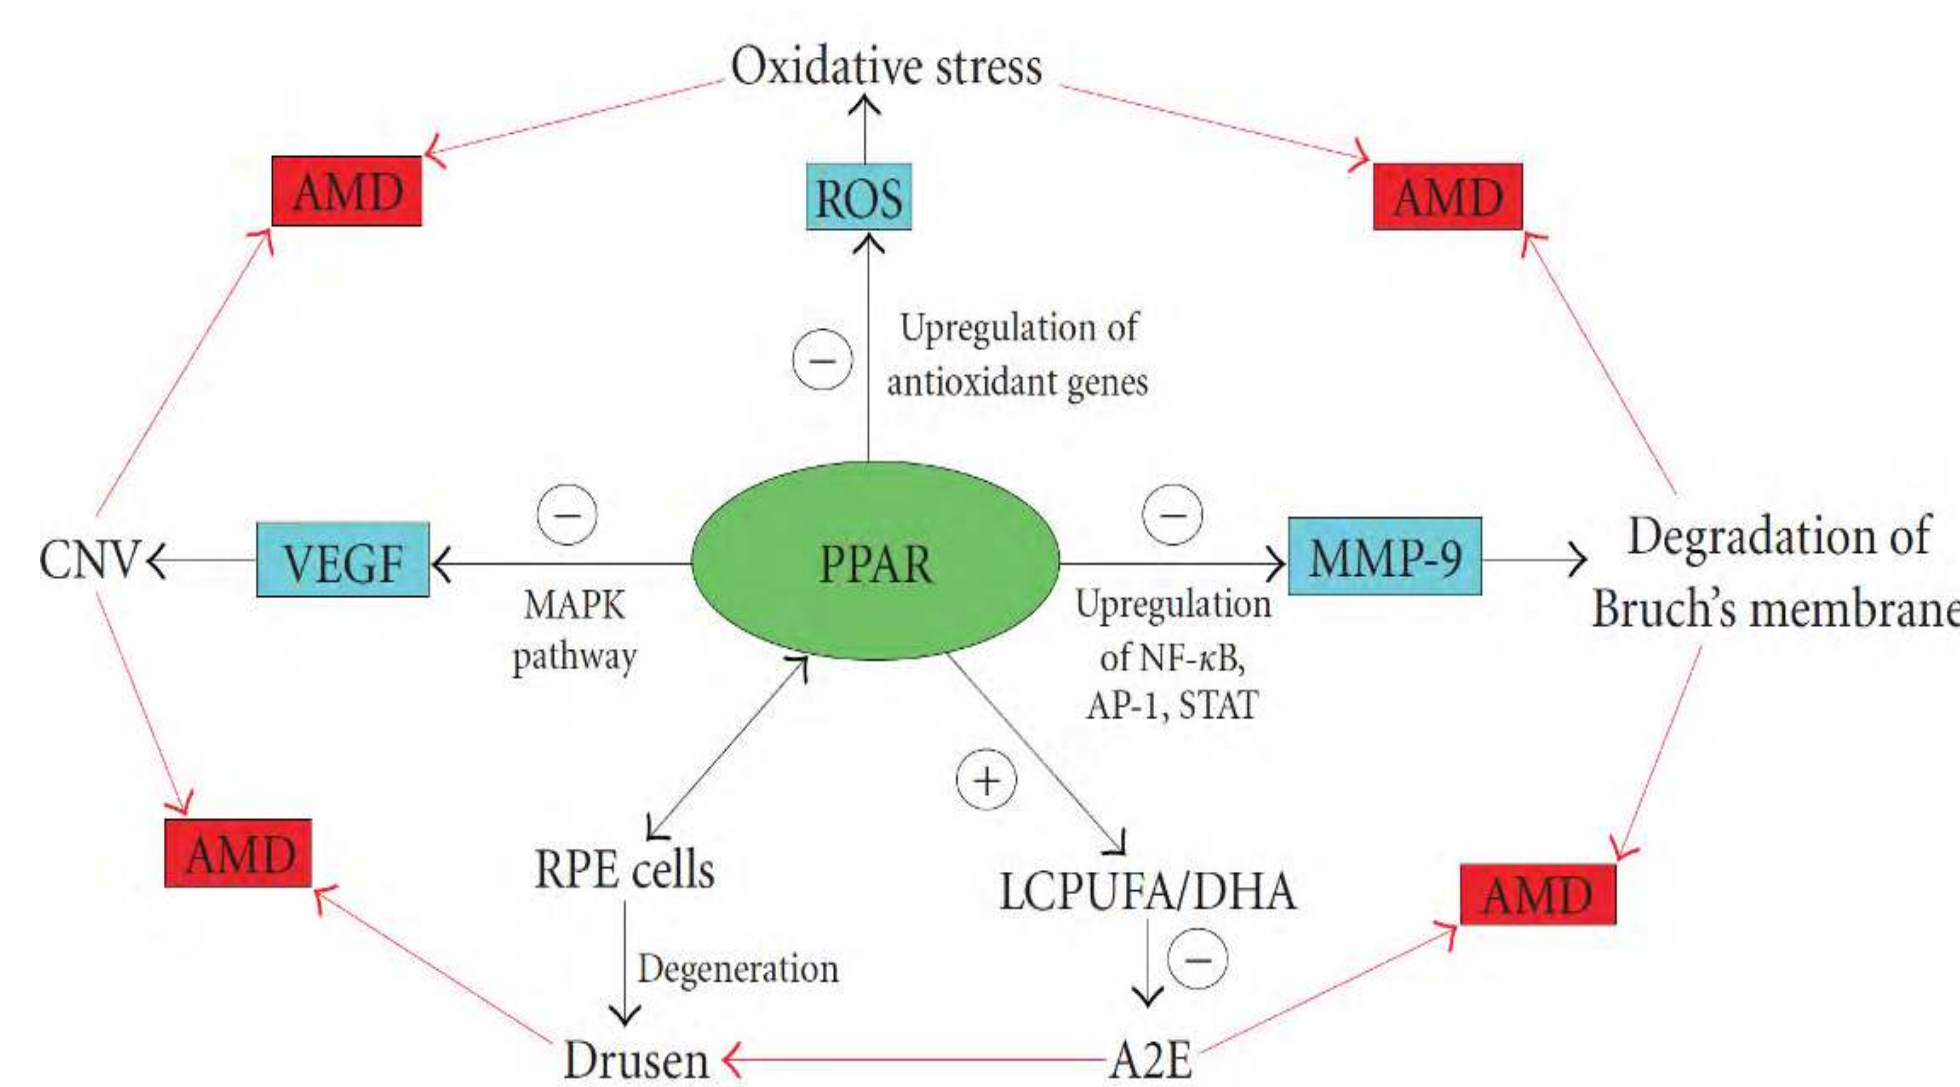 Oxidative stress
AMD
ROS
AMD
Upregulation of
antioxidant genes
−
−
−
CNV
VEGF
PPAR
MMP-9
Degradation of
Bruch's membrane
MAPK
pathway
Upregulation
of NF-κB,
AP-1, STAT
+
AMD
RPE cells
LCPUFA/DHA
AMD
−
Degeneration
Drusen
A2E